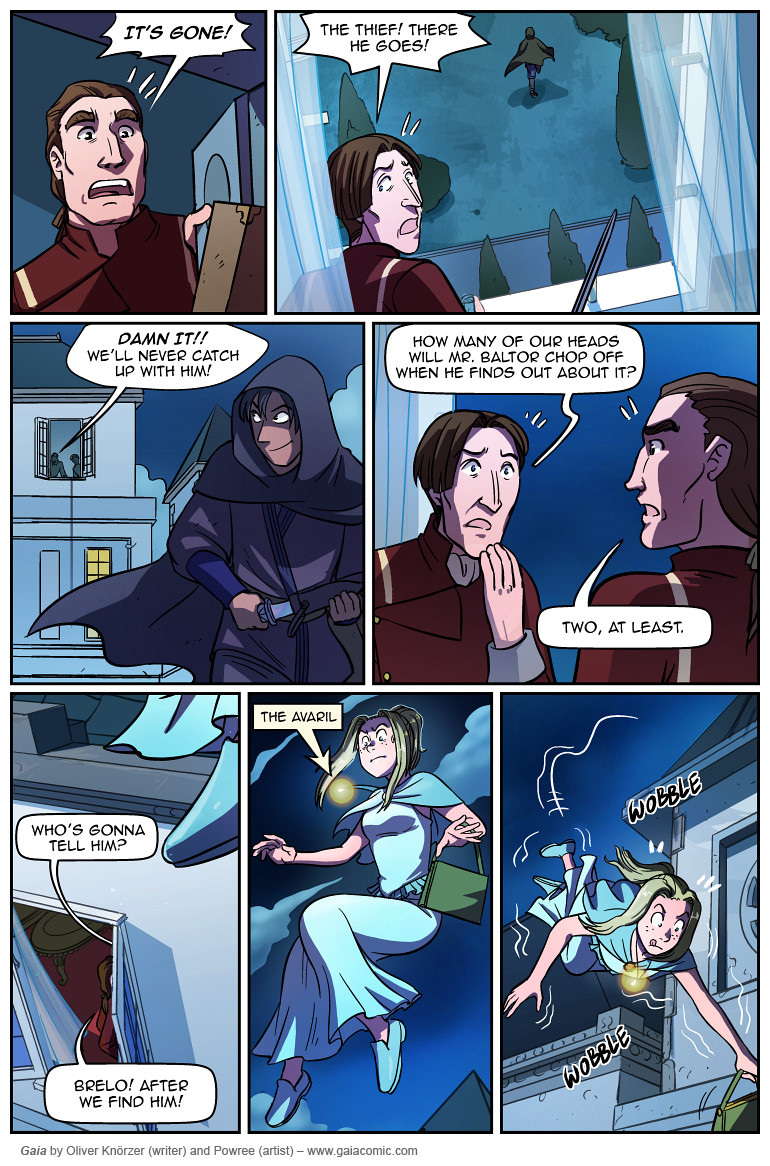 IT'S GONE!
THE THIEF! THERE
HE GOES!
DAMN IT!!
WE'LL NEVER CATCH
UP WITH HIM!
HOW MANY OF OUR HEADS
WILL MR. BALTOR CHOP OFF
WHEN HE FINDS OUT ABOUT IT?
TWO, AT LEAST.
WHO'S GONNA
TELL HIM?
BRELO! AFTER
WE FIND HIM!
THE AVARIL
WOBBLE
WOBBLE
Gaia by Oliver Knörzer (writer) and Powree (artist) – www.gaiacomic.com